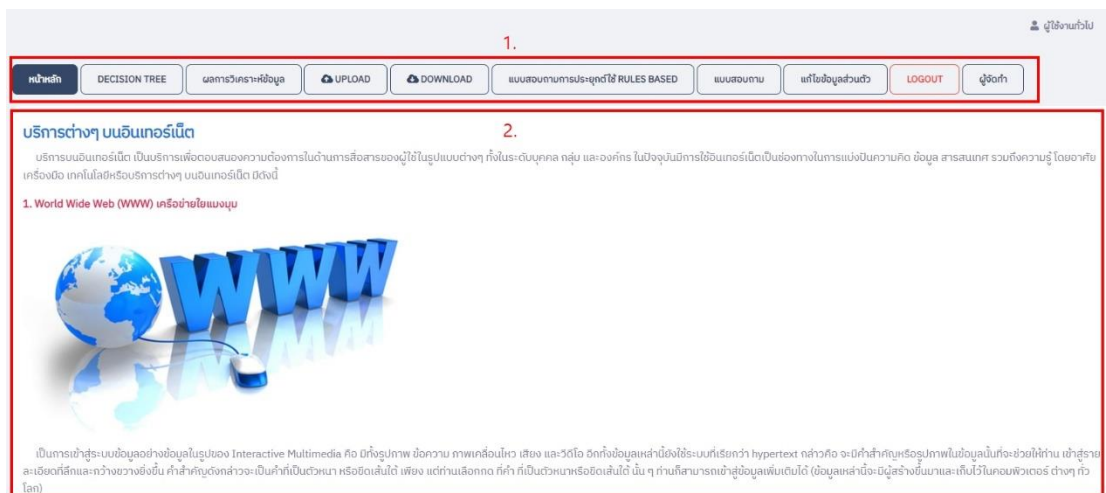 ผู้ใช้งานทั่วไป
1.
หน้าหลัก DECISION TREE ผลการวิเคราะห์ข้อมูล UPLOAD DOWNLOAD แบบสอบถามการประยุกต์ใช้ RULES BASED แบบสอบถาม แก้ไขข้อมูลส่วนตัว LOGOUT ผู้จัดทำ
บริการต่างๆ บนอินเทอร์เน็ต 2.
บริการบนอินเทอร์เน็ต เป็นบริการเพื่อตอบสนองความต้องการในด้านการสื่อสารของผู้ใช้ในรูปแบบต่างๆ ทั้งในระดับบุคคล กลุ่ม และองค์กร ในปัจจุบันมีการใช้อินเทอร์เน็ตเป็นช่องทางในการแบ่งปันความคิด ข้อมูล สารสนเทศ รวมถึงความรู้ โดยอาศัย
เครื่องมือ เทคโนโลยีหรือบริการต่างๆ บนอินเทอร์เน็ต มีดังนี้
1. World Wide Web (WWW) เครือข่ายใยแมงมุม
WWW
เป็นการเข้าสู่ระบบข้อมูลอย่างข้อมูลในรูปของ Interactive Multimedia คือ มีทั้งรูปภาพ ข้อความ ภาพเคลื่อนไหว เสียง และวีดีโอ อีกทั้งข้อมูลเหล่านี้ยังใช้ระบบที่เรียกว่า hypertext กล่าวคือ จะมีคำสำคัญหรือรูปภาพในข้อมูลนั้นที่จะช่วยให้ท่าน เข้าสู่ราย
ละเอียดที่ลึกและกว้างขวางยิ่งขึ้น คำสำคัญดังกล่าวจะเป็นคำที่เป็นตัวหนา หรือขีดเส้นใต้ เพียง แต่ท่านเลือกกด ที่คำ ที่เป็นตัวหนาหรือขีดเส้นใต้ นั้น ๆ ท่านก็สามารถเข้าสู่ข้อมูลเพิ่มเติมได้ (ข้อมูลเหล่านี้จะมีผู้สร้างขึ้นมาและเก็บไว้ในคอมพิวเตอร์ ต่างๆ ทั่ว
โลก)